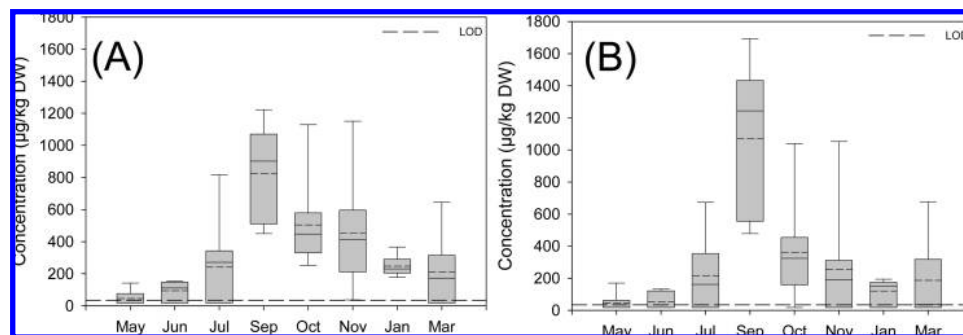 1800
1600
1400
1200
1000
800
600
400
200
0
Concentration (µg/kg DW)
(A)
LOD
May Jun Jul Sep Oct Nov Jan Mar
1800
1600
1400
1200
1000
800
600
400
200
0
Concentration (µg/kg DW)
(B)
LOD
May Jun Jul Sep Oct Nov Jan Mar